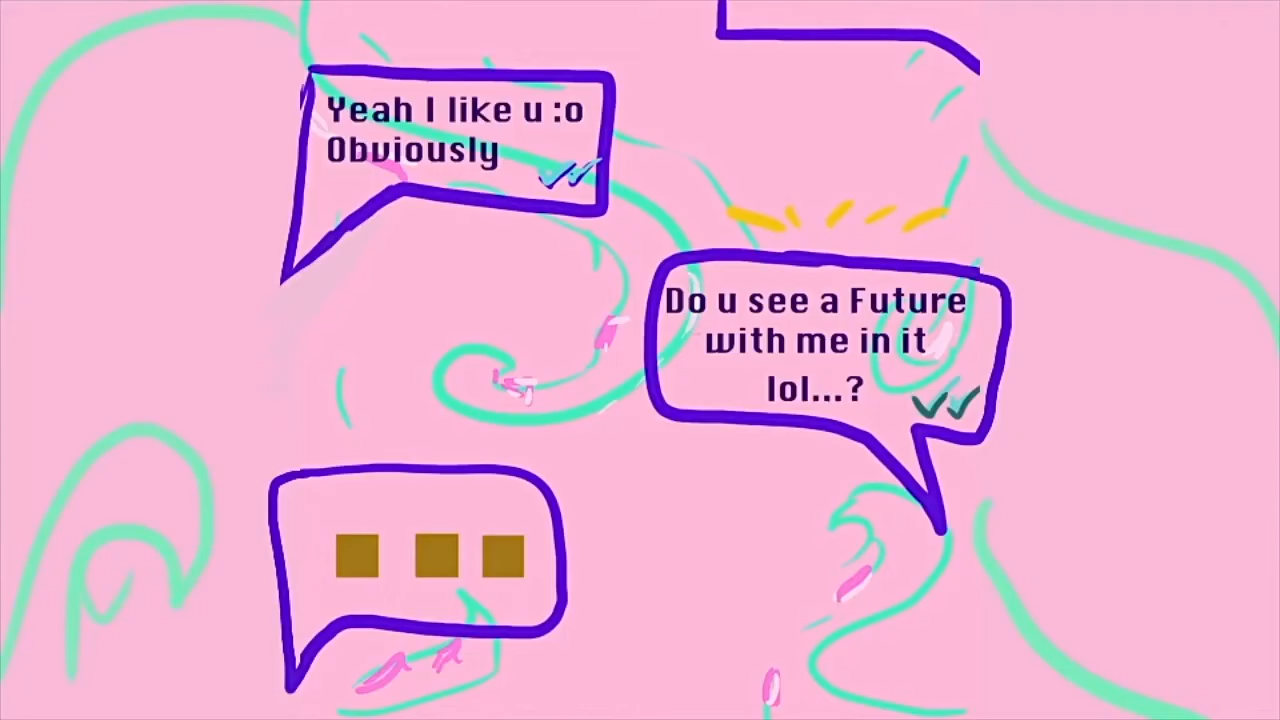 Yeah I like u :o
Obviously
Do u see a Future
with me in it
lol...?